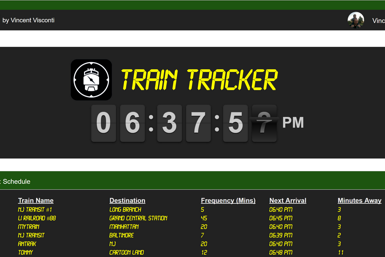 by Vincent Visconti
Vinc
TRAIN TRACKER
06:37:5 PM
Schedule
Train Name Destination Frequency (Mins) Next Arrival Minutes Away
NJ TRANSIT #1 LONG BRANCH 5 06:40 PM 3
LI RAILROAD #88 GRAND CENTRAL STATION 45 06:45 PM 8
MYTRAIN MANHATTAN 20 06:40 PM 3
NJ TRANSIT BALTIMORE 7 06:39 PM 2
AMTRAK NJ 20 06:40 PM 3
TOMMY CARTOON LAND 12 06:48 PM 11